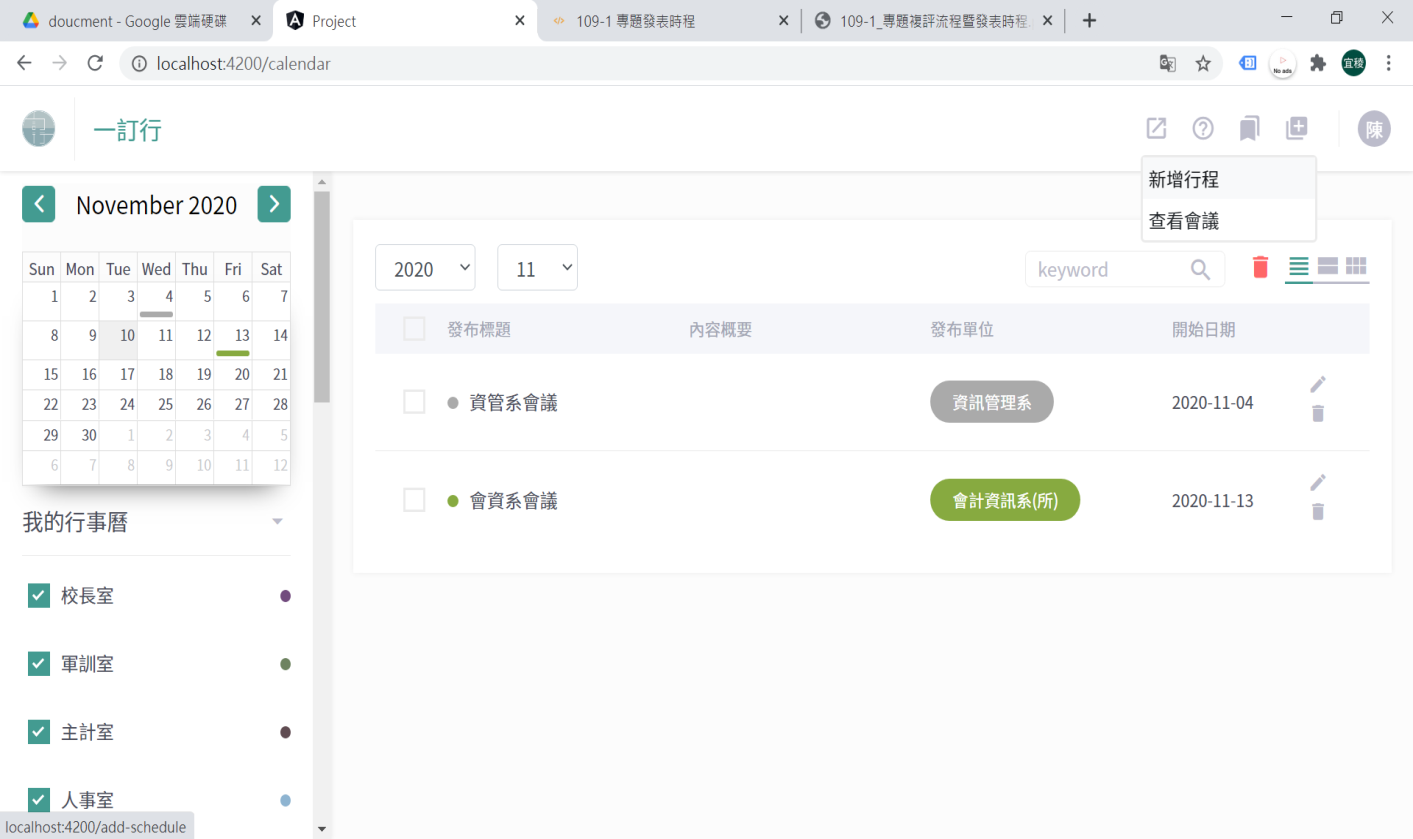 doucment - Google 雲端硬碟
Project
109-1 專題發表時程
109-1_專題複評流程暨發表時程
localhost:4200/calendar
No ads
宜稜
一訂行
陳
新增行程
查看會議
November 2020
Sun Mon Tue Wed Thu Fri Sat
1 2 3 4 5 6 7
8 9 10 11 12 13 14
15 16 17 18 19 20 21
22 23 24 25 26 27 28
29 30 1 2 3 4 5
6 7 8 9 10 11 12
我的行事曆
校長室
軍訓室
主計室
人事室
2020 11 keyword
發布標題 內容概要 發布單位 開始日期
資管系會議 資訊管理系 2020-11-04
會資系會議 會計資訊系(所) 2020-11-13
localhost:4200/add-schedule